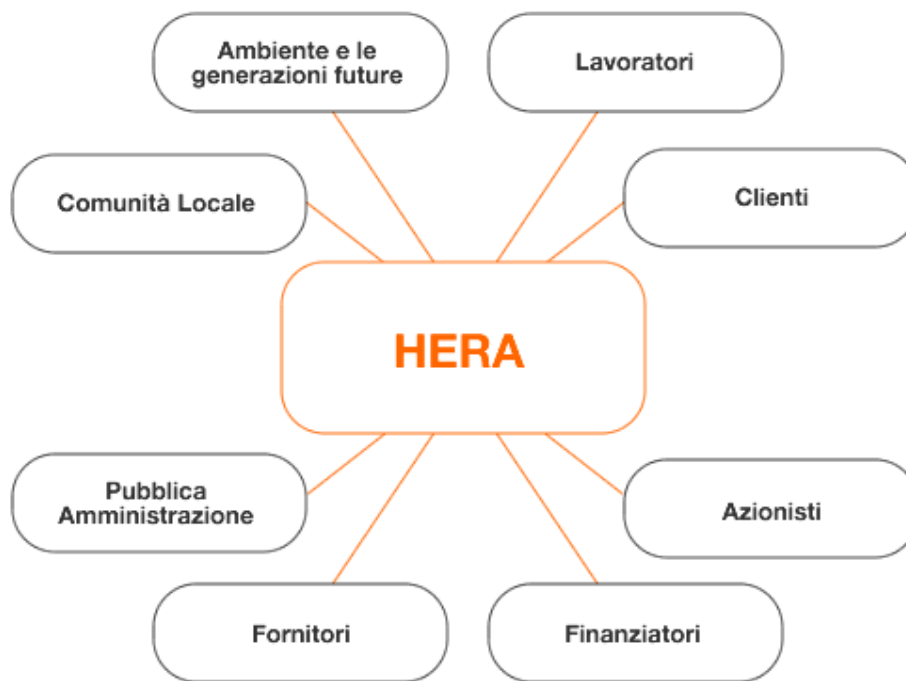 Ambiente e le
generazioni future
Lavoratori
Comunità Locale
Clienti
HERA
Pubblica
Amministrazione
Azionisti
Fornitori
Finanziatori